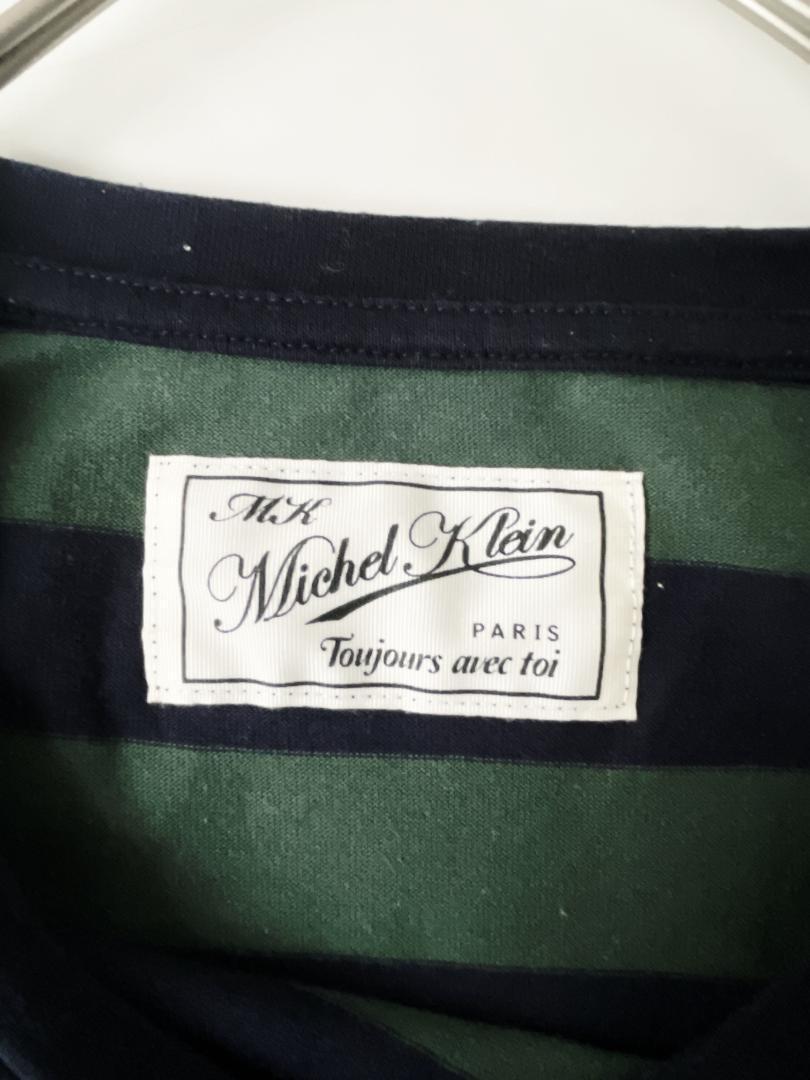 MK
Michel Klein
PARIS
Toujours avec toi